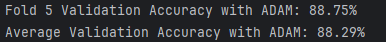 Fold 5 Validation Accuracy with ADAM: 88.75%
Average Validation Accuracy with ADAM: 88.29%